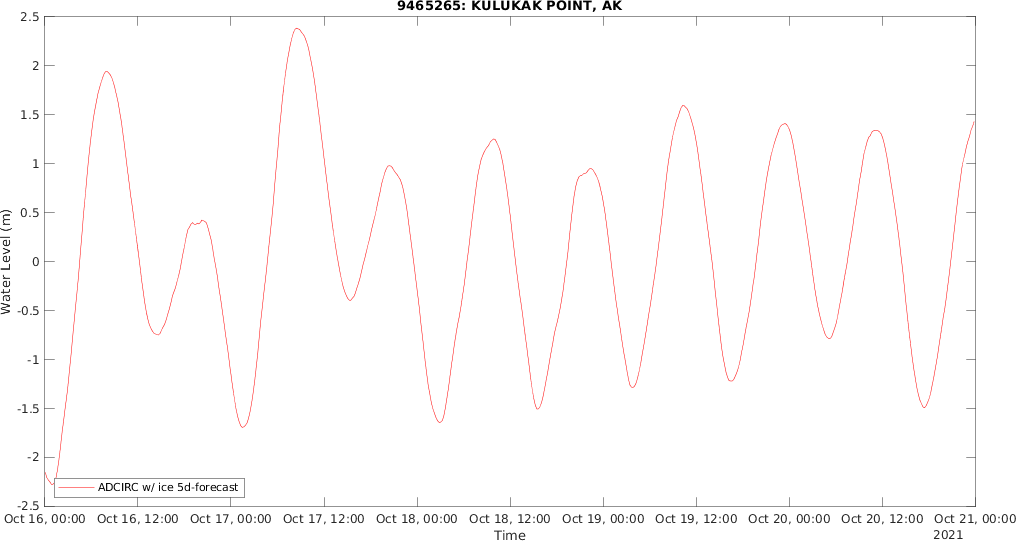 9465265: KULUKAK POINT, AK
2.5
2
1.5
1
0.5
0
-0.5
-1
-1.5
-2
-2.5
Water Level (m)
ADCIRC w/ ice 5d-forecast
Oct 16, 00:00 Oct 16, 12:00 Oct 17, 00:00 Oct 17, 12:00 Oct 18, 00:00 Oct 18, 12:00 Oct 19, 00:00 Oct 19, 12:00 Oct 20, 00:00 Oct 20, 12:00 Oct 21, 00:00
Time
2021